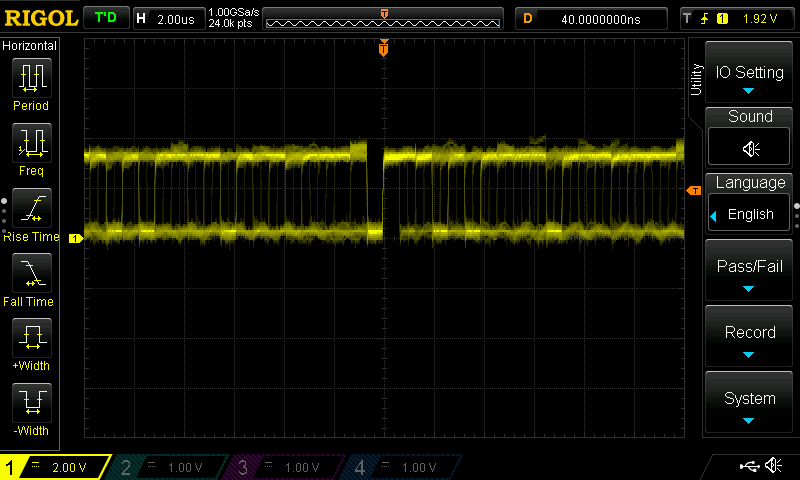 RIGOL T'D H 2.00us 1.00GSa/s 24.0k pts T D 40.0000000ns T 1 1.92 V
Horizontal
Period
Freq
Rise Time
Fall Time
+Width
-Width
T
T
1
Utility
IO Setting
Sound
Language
English
Pass/Fail
Record
System
1 2.00 V 2 1.00 V 3 1.00 V 4 1.00 V